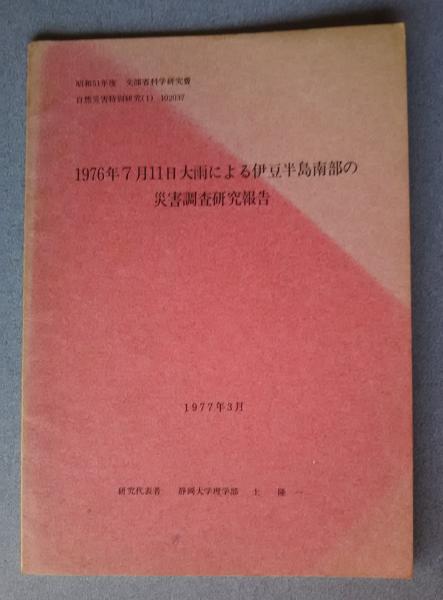 昭和51年度 文部省科学研究費
自然災害特別研究(1) 102037
1976年7月11日大雨による伊豆半島南部の
災害調査研究報告
1977年3月
研究代表者 静岡大学理学部 土 隆一